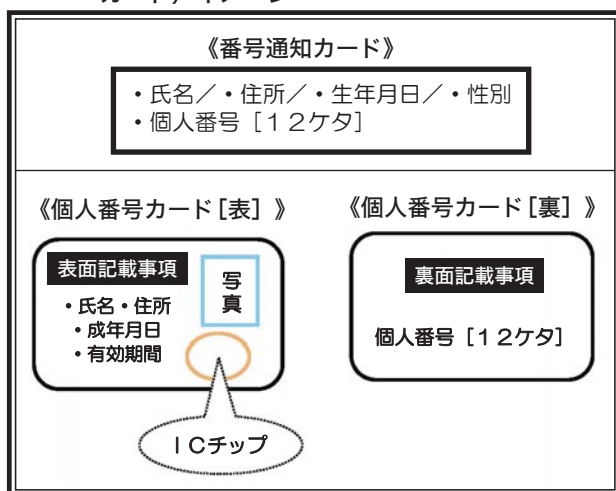 《番号通知カード》
・氏名／・住所／・生年月日／・性別
・個人番号［１２ケタ］
《個人番号カード［表］》
表面記載事項
・氏名・住所
・成年月日
・有効期間
写真
ＩＣチップ
《個人番号カード［裏］》
裏面記載事項
個人番号［１２ケタ］